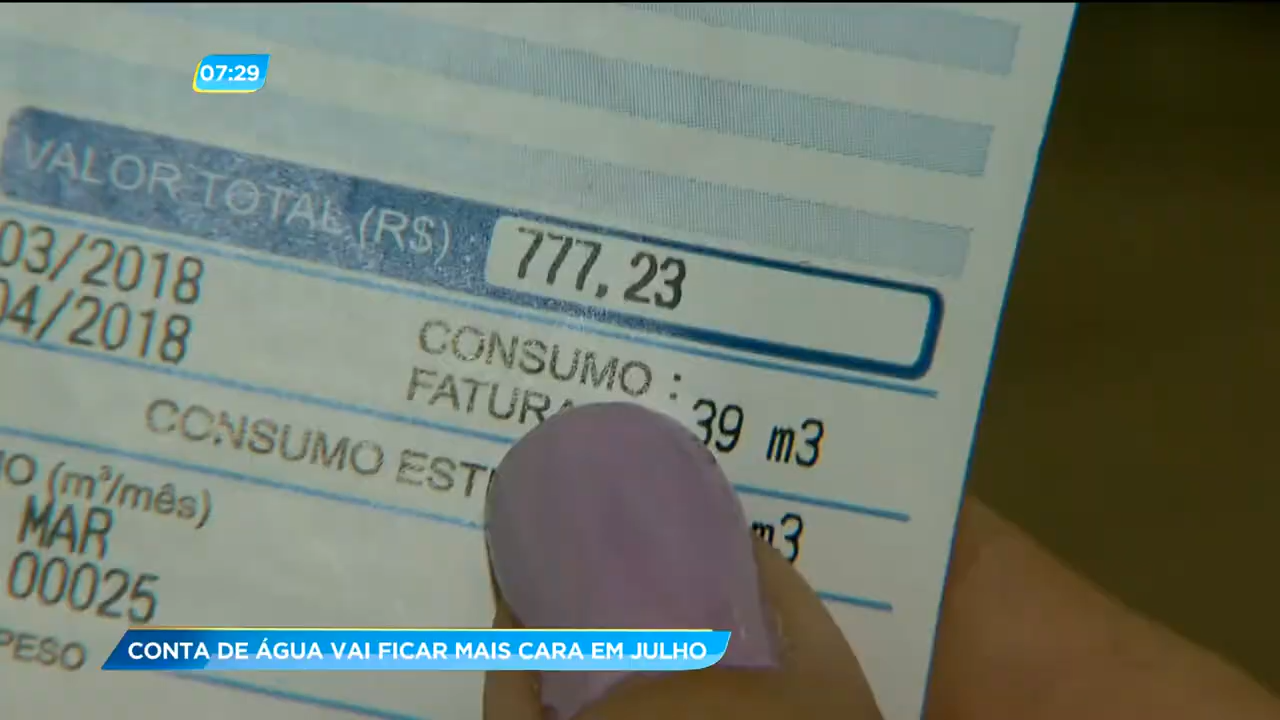 07:29
VALOR TOTAL (R$) 777,23
03/2018
04/2018
CONSUMO :
39 m3
CONSUMO
(m³/mês)
m3
MAR
00025
PESO
CONTA DE ÁGUA VAI FICAR MAIS CARA EM JULHO